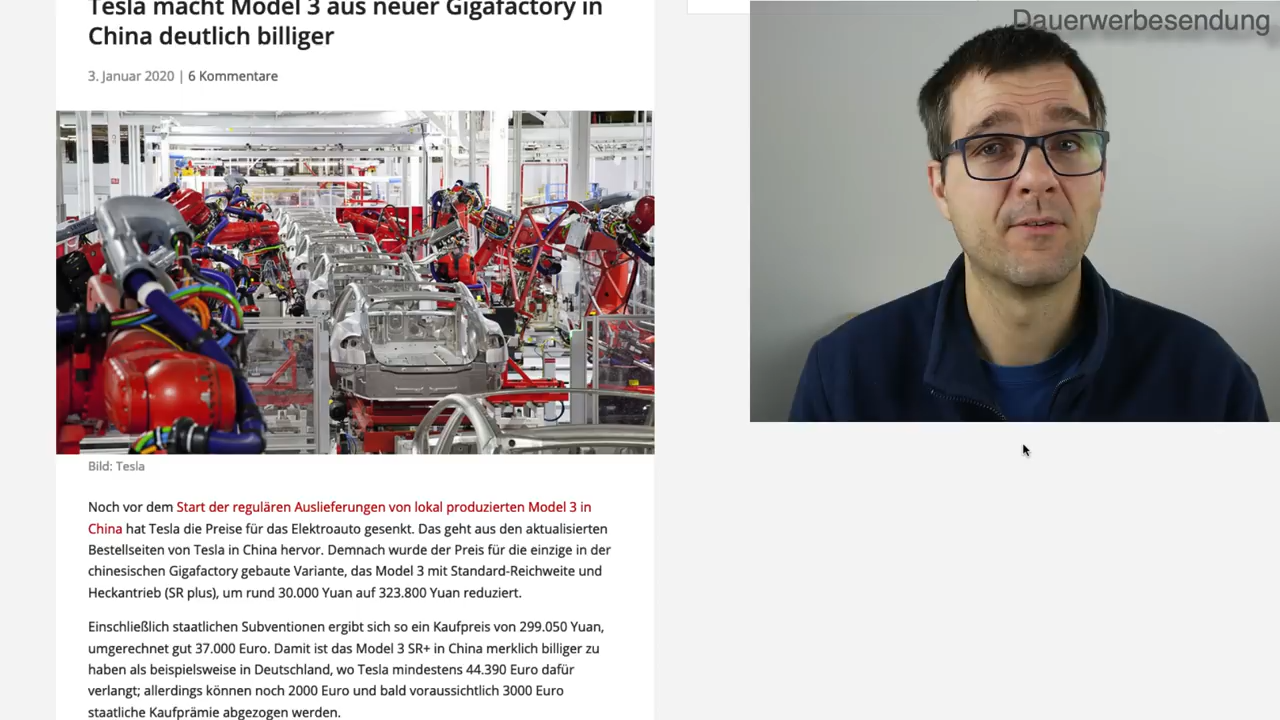 Tesla macht Model 3 aus neuer Gigafactory in
China deutlich billiger
3. Januar 2020 | 6 Kommentare
Dauerwerbesendung
Bild: Tesla
Noch vor dem Start der regulären Auslieferungen von lokal produzierten Model 3 in
China hat Tesla die Preise für das Elektroauto gesenkt. Das geht aus den aktualisierten
Bestellseiten von Tesla in China hervor. Demnach wurde der Preis für die einzige in der
chinesischen Gigafactory gebaute Variante, das Model 3 mit Standard-Reichweite und
Heckantrieb (SR plus), um rund 30.000 Yuan auf 323.800 Yuan reduziert.
Einschließlich staatlichen Subventionen ergibt sich so ein Kaufpreis von 299.050 Yuan,
umgerechnet gut 37.000 Euro. Damit ist das Model 3 SR+ in China merklich billiger zu
haben als beispielsweise in Deutschland, wo Tesla mindestens 44.390 Euro dafür
verlangt; allerdings können noch 2000 Euro und bald voraussichtlich 3000 Euro
staatliche Kaufprämie abgezogen werden.